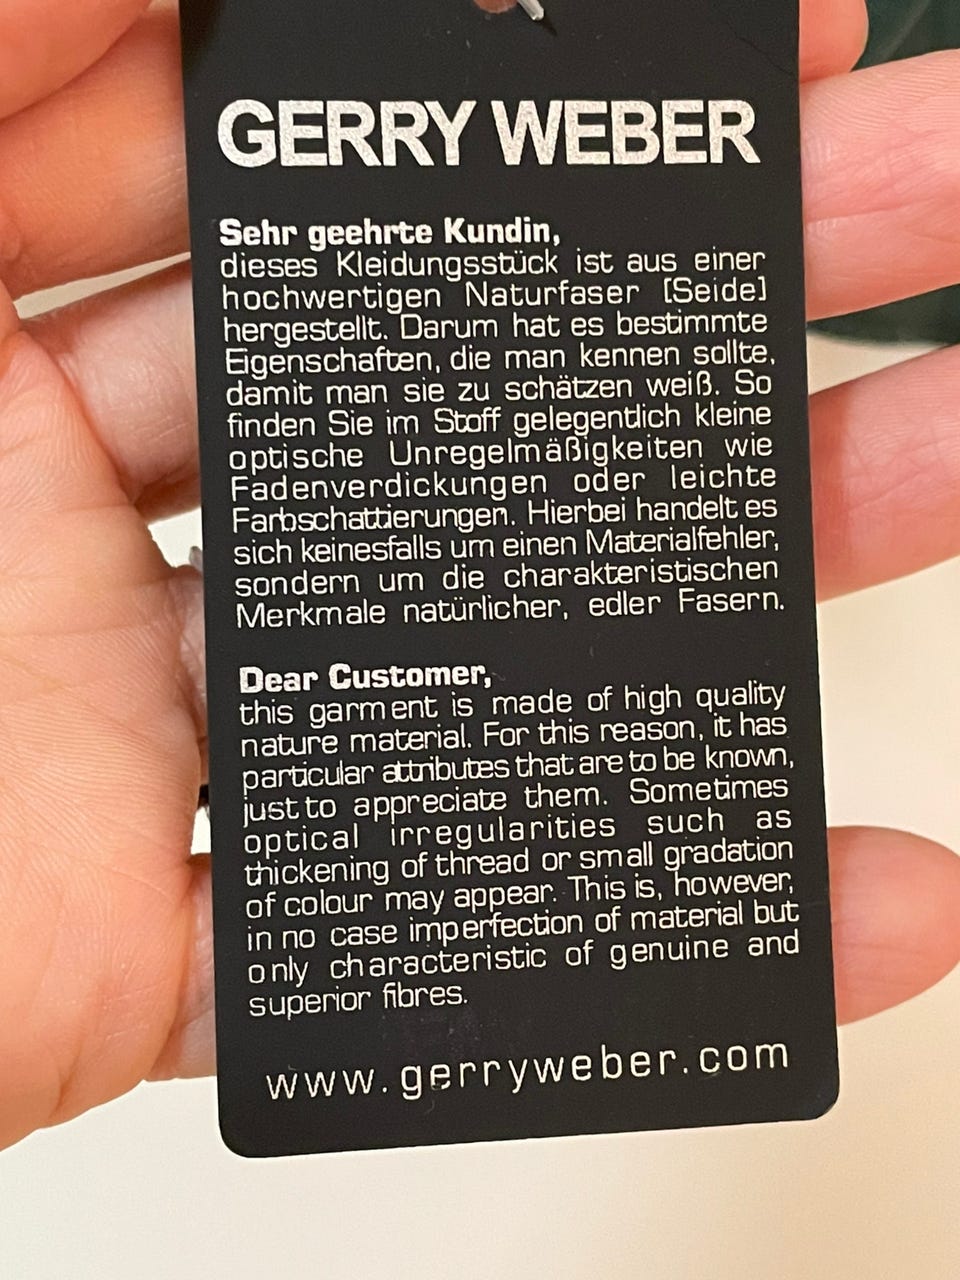 GERRY WEBER
Sehr geehrte Kundin,
dieses Kleidungsstück ist aus einer
hochwertigen Naturfaser [Seide]
hergestellt. Darum hat es bestimmte
Eigenschaften, die man kennen sollte,
damit man sie zu schätzen weiß. So
finden Sie im Stoff gelegentlich kleine
optische Unregelmäßigkeiten wie
Fadenverdickungen oder leichte
Farbschattierungen. Hierbei handelt es
sich keinesfalls um einen Materialfehler,
sondern um die charakteristischen
Merkmale natürlicher, edler Fasern.
Dear Customer,
this garment is made of high quality
nature material. For this reason, it has
particular attributes that are to be known,
just to appreciate them. Sometimes
optical irregularities such as
thickening of thread or small gradation
of colour may appear. This is, however,
in no case imperfection of material but
only characteristic of genuine and
superior fibres.
www.gerryweber.com